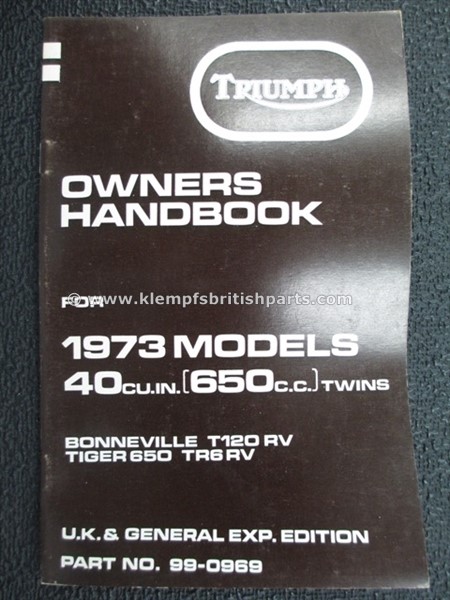 TRIUMPH
OWNERS
HANDBOOK
© www.klempfsbritishparts.com
FOR
1973 MODELS
40CU.IN.[650C.C.]TWINS
BONNEVILLE T120 RV
TIGER 650 TR6 RV
U.K. & GENERAL EXP. EDITION
PART NO. 99-0969